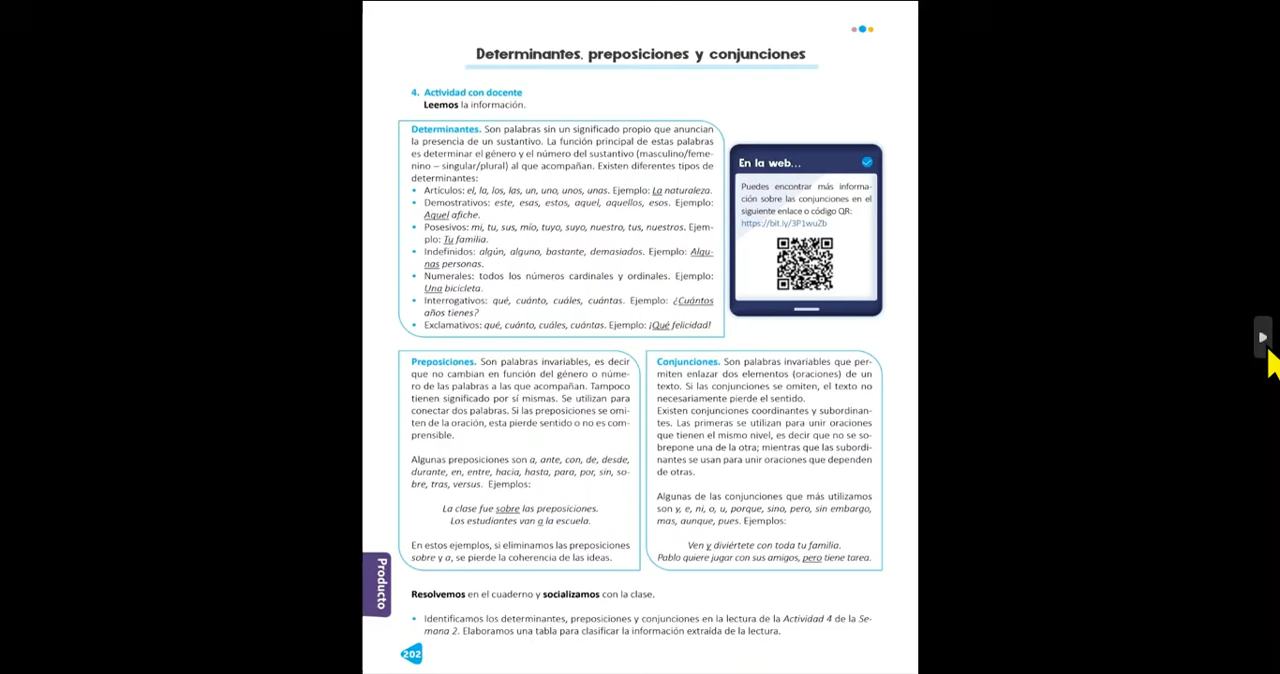 Determinantes, preposiciones y conjunciones
4. Actividad con docente
Leemos la información.
Determinantes. Son palabras sin un significado propio que anuncian
la presencia de un sustantivo. La función principal de estas palabras
es determinar el género y el número del sustantivo (masculino/feme-
nino – singular/plural) al que acompañan. Existen diferentes tipos de
determinantes:
• Artículos: el, la, los, las, un, uno, unos, unas. Ejemplo: La naturaleza.
• Demostrativos: este, esas, estos, aquel, aquellos, esos. Ejemplo:
Aquel afiche.
• Posesivos: mi, tu, sus, mío, tuyo, suyo, nuestro, tus, nuestros. Ejem-
plo: Tu familia.
• Indefinidos: algún, alguno, bastante, demasiados. Ejemplo: Algu-
nas personas.
• Numerales: todos los números cardinales y ordinales. Ejemplo:
Una bicicleta.
• Interrogativos: qué, cuánto, cuáles, cuántas. Ejemplo: ¿Cuántos
años tienes?
• Exclamativos: qué, cuánto, cuáles, cuántas. Ejemplo: ¡Qué felicidad!
En la web...
Puedes encontrar más informa-
ción sobre las conjunciones en el
siguiente enlace o código QR:
https://bit.ly/3P1wuZb
Preposiciones. Son palabras invariables, es decir
que no cambian en función del género o núme-
ro de las palabras a las que acompañan. Tampoco
tienen significado por sí mismas. Se utilizan para
conectar dos palabras. Si las preposiciones se omi-
ten de la oración, esta pierde sentido o no es com-
prensible.
Algunas preposiciones son a, ante, con, de, desde,
durante, en, entre, hacia, hasta, para, por, sin, so-
bre, tras, versus. Ejemplos:
La clase fue sobre las preposiciones.
Los estudiantes van a la escuela.
En estos ejemplos, si eliminamos las preposiciones
sobre y a, se pierde la coherencia de las ideas.
Conjunciones. Son palabras invariables que per-
miten enlazar dos elementos (oraciones) de un
texto. Si las conjunciones se omiten, el texto no
necesariamente pierde el sentido.
Existen conjunciones coordinantes y subordinan-
tes. Las primeras se utilizan para unir oraciones
que tienen el mismo nivel, es decir que no se so-
brepone una de la otra; mientras que las subordi-
nantes se usan para unir oraciones que dependen
de otras.
Algunas de las conjunciones que más utilizamos
son y, e, ni, o, u, porque, sino, pero, sin embargo,
mas, aunque, pues. Ejemplos:
Ven y diviértete con toda tu familia.
Pablo quiere jugar con sus amigos, pero tiene tarea.
Producto
Resolvemos en el cuaderno y socializamos con la clase.
• Identificamos los determinantes, preposiciones y conjunciones en la lectura de la Actividad 4 de la Se-
mana 2. Elaboramos una tabla para clasificar la información extraída de la lectura.
202